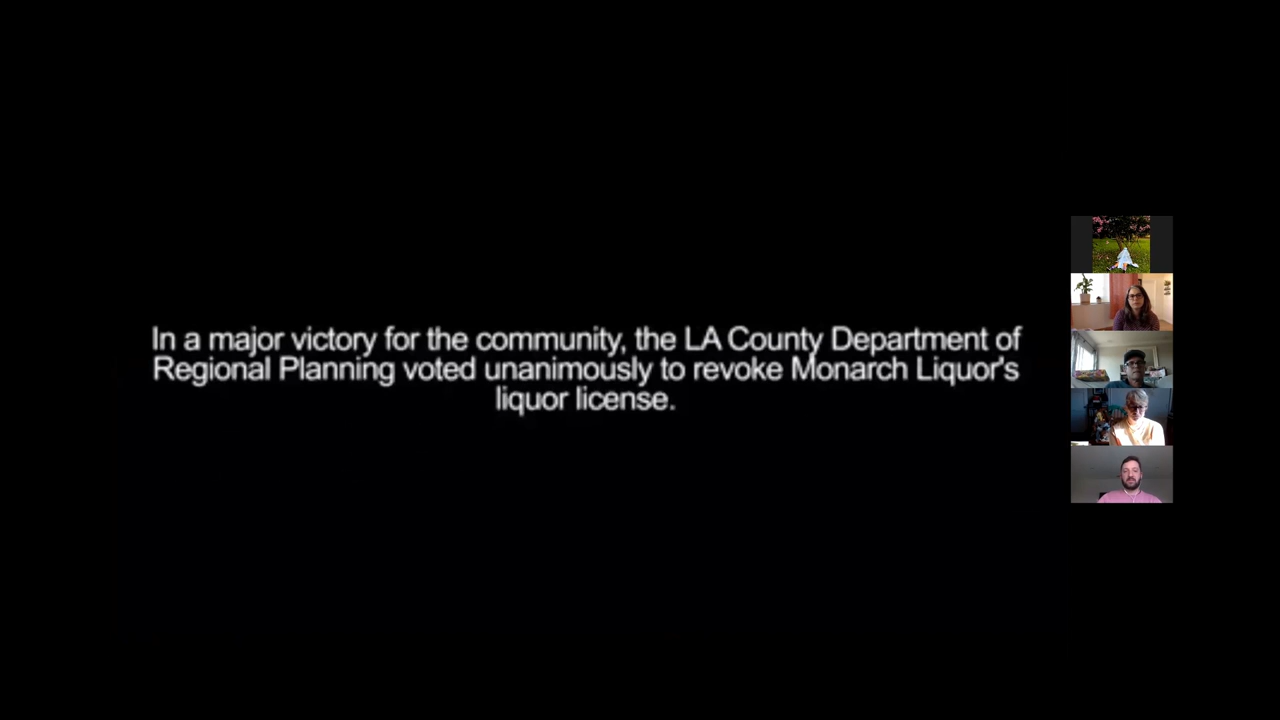 In a major victory for the community, the LA County Department of
Regional Planning voted unanimously to revoke Monarch Liquor's
liquor license.